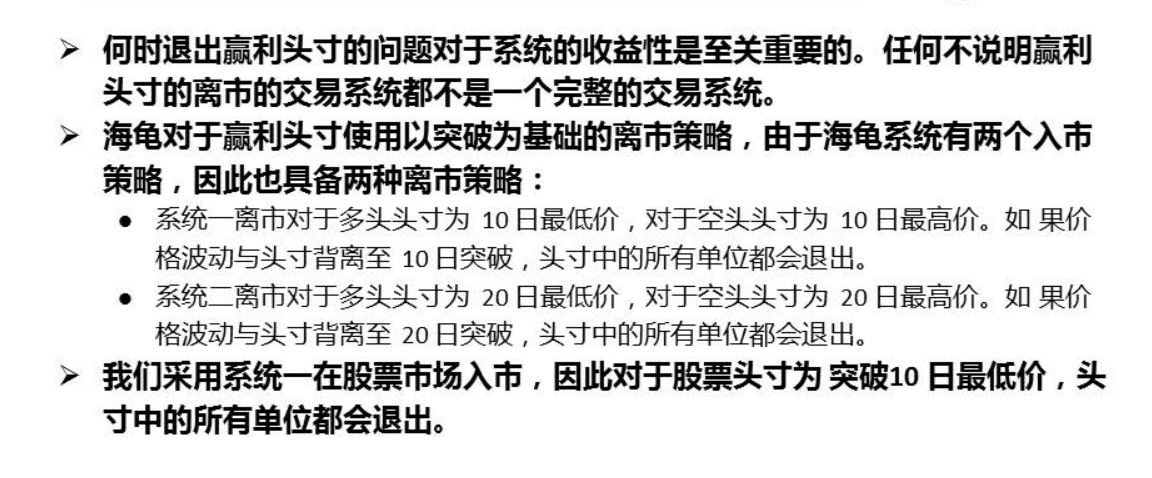 ➢ 何时退出赢利头寸的问题对于系统的收益性是至关重要的。任何不说明赢利
头寸的离市的交易系统都不是一个完整的交易系统。
➢ 海龟对于赢利头寸使用以突破为基础的离市策略，由于海龟系统有两个入市
策略，因此也具备两种离市策略：
● 系统一离市对于多头头寸为 10 日最低价，对于空头头寸为 10 日最高价。如 果价
格波动与头寸背离至 10 日突破，头寸中的所有单位都会退出。
● 系统二离市对于多头头寸为 20 日最低价，对于空头头寸为 20 日最高价。如 果价
格波动与头寸背离至 20 日突破，头寸中的所有单位都会退出。
➢ 我们采用系统一在股票市场入市，因此对于股票头寸为 突破10 日最低价，头
寸中的所有单位都会退出。